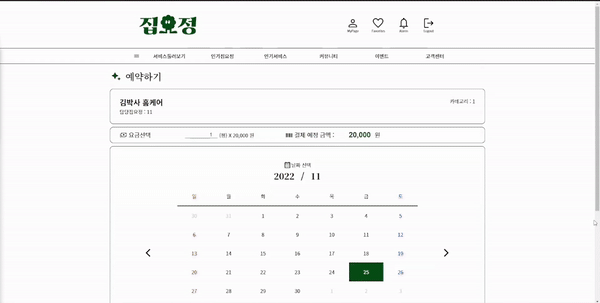 집요정
MyPage Favorites Alarm Logout
서비스둘러보기 인기집요정 인기서비스 커뮤니티 이벤트 고객센터
예약하기
김박사 홈케어 카테고리 : 1
담당집요정 : 11
요금선택 1 (평) X 20,000 원 결제 예정 금액 : 20,000 원
날짜 선택
2022 / 11
일 월 화 수 목 금 토
30 31 1 2 3 4 5
6 7 8 9 10 11 12
13 14 15 16 17 18 19
20 21 22 23 24 25 26
27 28 29 30 1 2 3